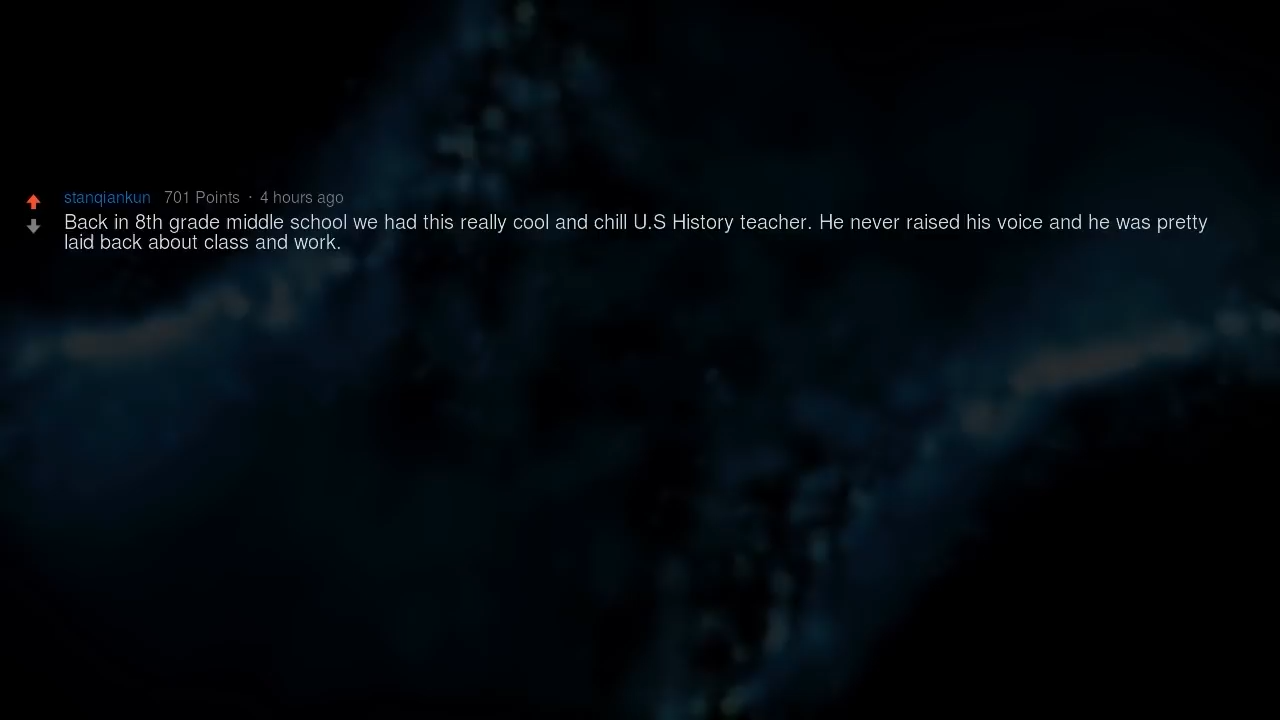 stanqiankun 701 Points · 4 hours ago
Back in 8th grade middle school we had this really cool and chill U.S History teacher. He never raised his voice and he was pretty
laid back about class and work.